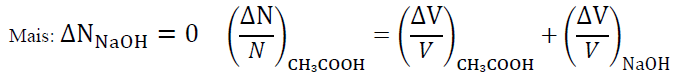 Mais: ΔN_NaOH = 0 (ΔN/N)_CH₃COOH = (ΔV/V)_CH₃COOH + (ΔV/V)_NaOH